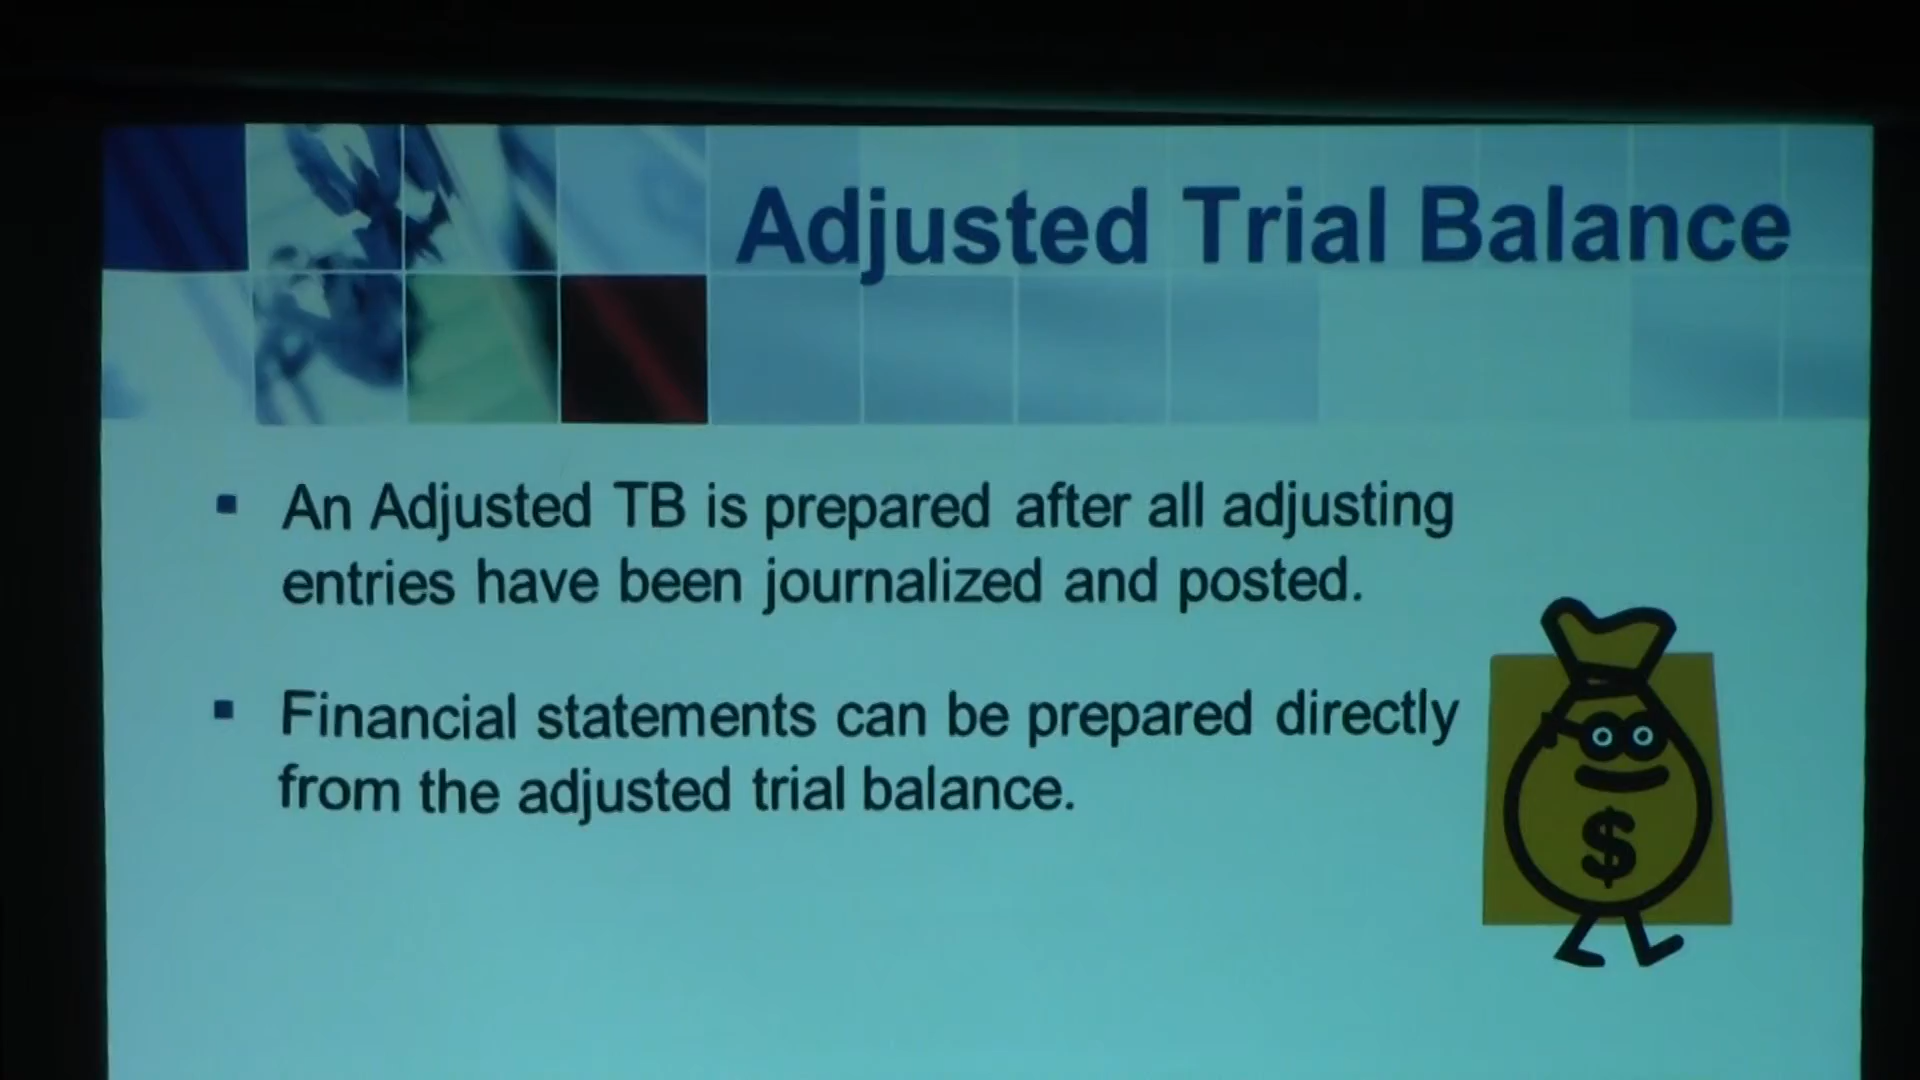 Adjusted Trial Balance
▪ An Adjusted TB is prepared after all adjusting
entries have been journalized and posted.
▪ Financial statements can be prepared directly
from the adjusted trial balance.
$